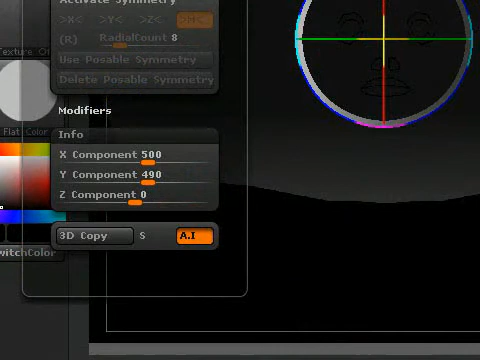 Activate Symmetry
>X< >Y< >Z< >M<
(R) RadialCount 8
Use Posable Symmetry
Delete Posable Symmetry
Texture Of
Modifiers
Flat Color
Info
X Component 500
Y Component 490
Z Component 0
3D Copy S A.I
witchColor